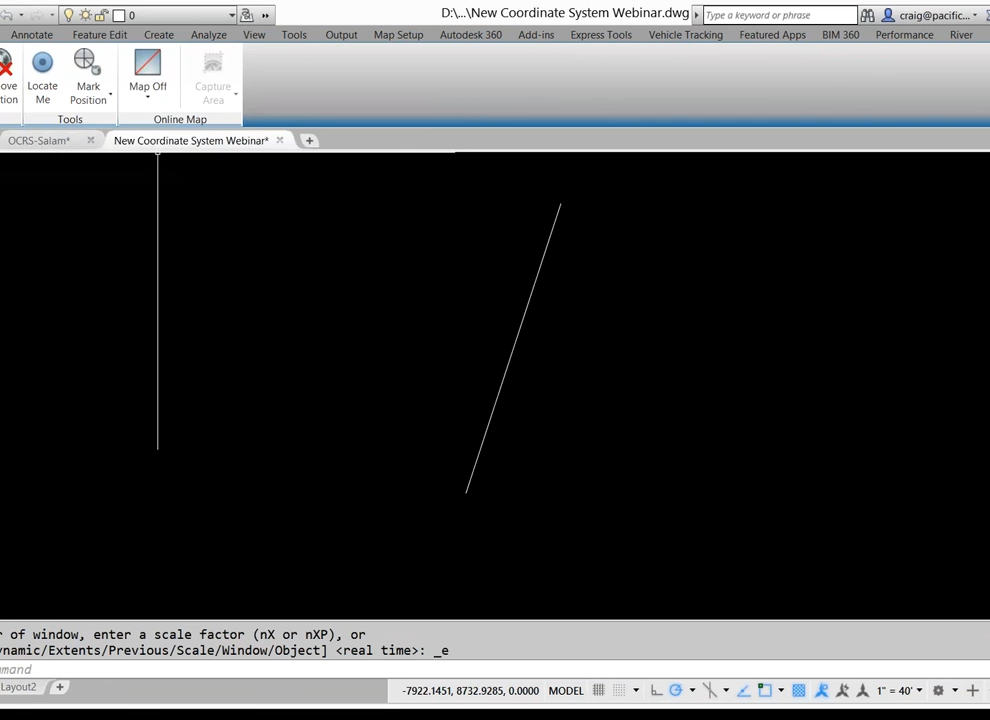 0 D:\...\New Coordinate System Webinar.dwg Type a keyword or phrase craig@pacific...
Annotate Feature Edit Create Analyze View Tools Output Map Setup Autodesk 360 Add-ins Express Tools Vehicle Tracking Featured Apps BIM 360 Performance River
ove Locate Mark Map Off Capture
tion Me Position Area
Tools Online Map
OCRS-Salam* New Coordinate System Webinar*
r of window, enter a scale factor (nX or nXP), or
ynamic/Extents/Previous/Scale/Window/Object] <real time>: _e
mmand
Layout2 -7922.1451, 8732.9285, 0.0000 MODEL 1" = 40'